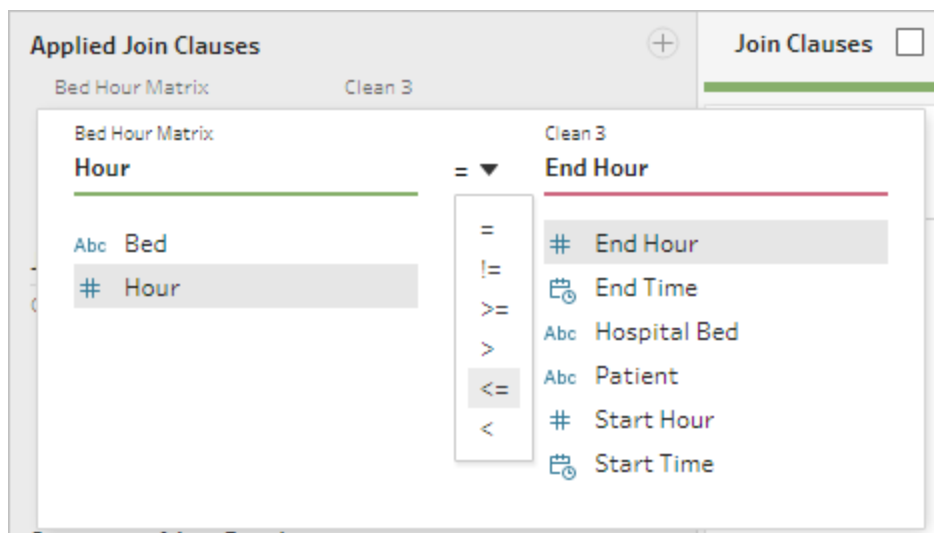 Applied Join Clauses
Join Clauses
Bed Hour Matrix Clean 3
Bed Hour Matrix Clean 3
Hour = End Hour
=
!=
>=
>
<=
<
Abc Bed
# Hour
# End Hour
End Time
Abc Hospital Bed
Abc Patient
# Start Hour
Start Time